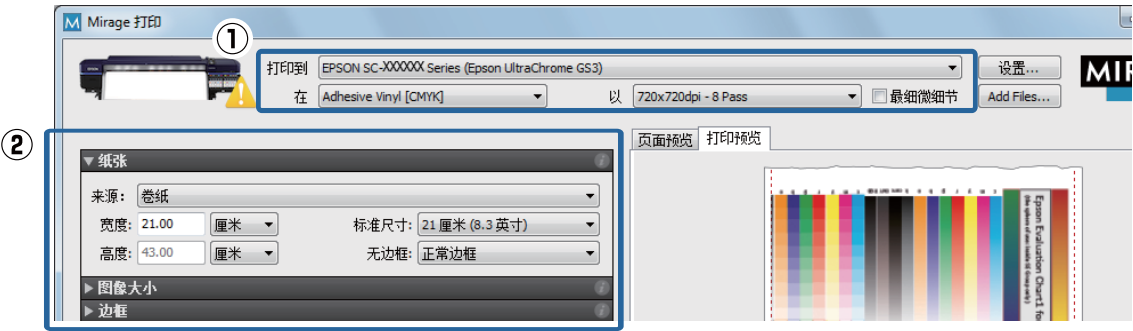 Mirage 打印
①
打印到 EPSON SC-XXXXXX Series (Epson UltraChrome GS3) 设置...
在 Adhesive Vinyl [CMYK] 以 720x720dpi - 8 Pass 最细微细节 Add Files...
MIR
②
纸张
来源: 卷纸
宽度: 21.00 厘米 标准尺寸: 21 厘米 (8.3 英寸)
高度: 43.00 厘米 无边框: 正常边框
图像大小
边框
页面预览 打印预览
Epson Evaluation Chart1 fo